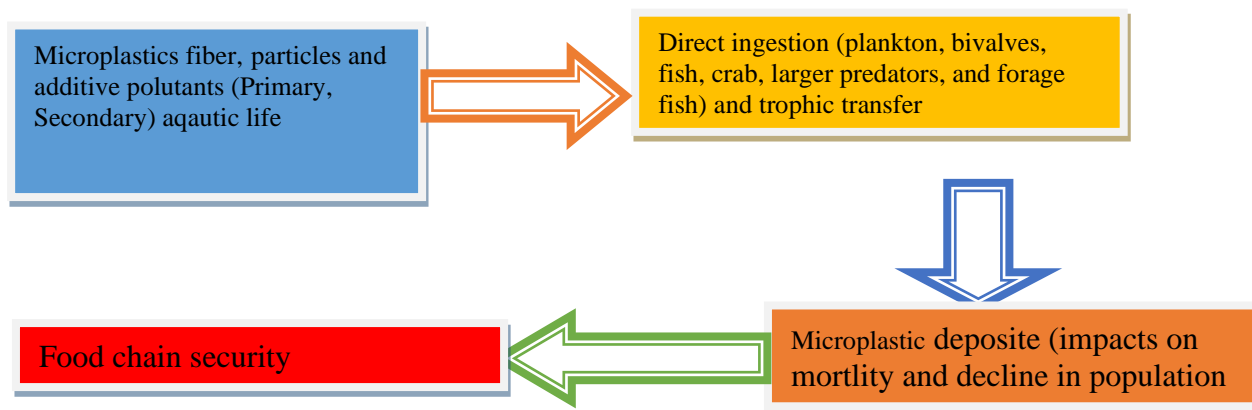 Microplastics fiber, particles and
additive polutants (Primary,
Secondary) aqautic life
Direct ingestion (plankton, bivalves,
fish, crab, larger predators, and forage
fish) and trophic transfer
Microplastic deposite (impacts on
mortlity and decline in population
Food chain security